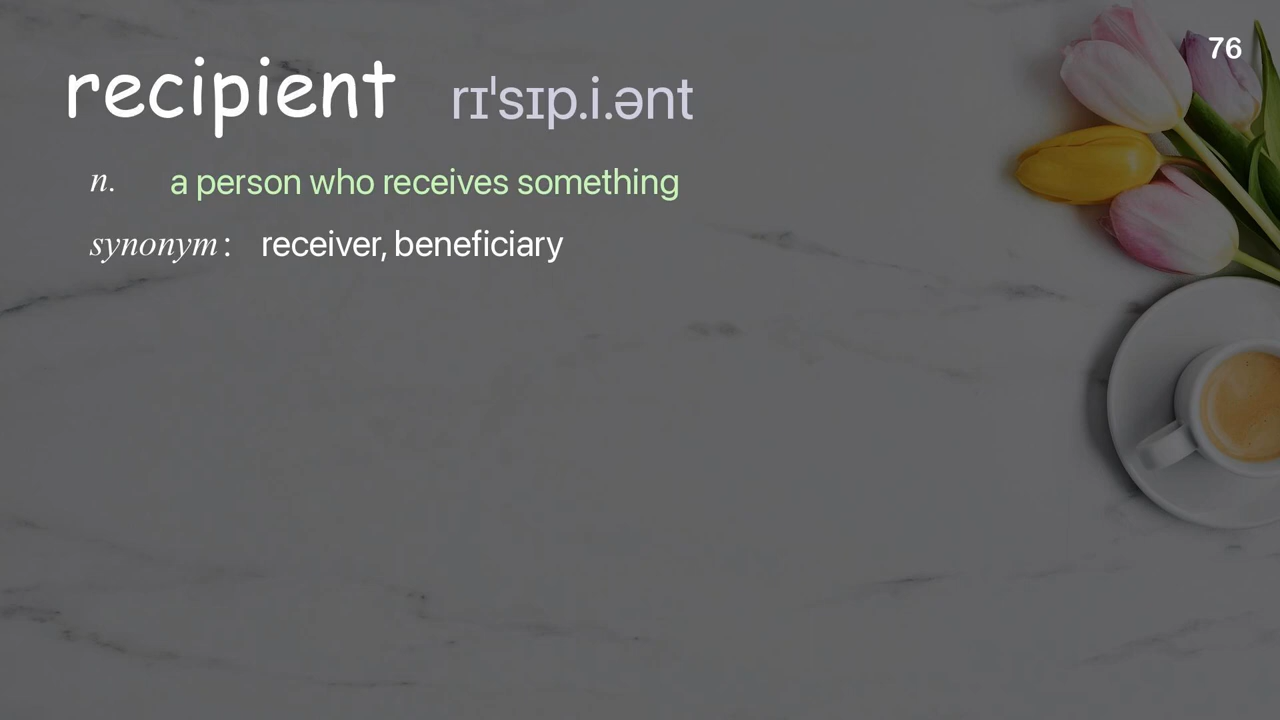 76
recipient rɪˈsɪp.i.ənt
n. a person who receives something
synonym: receiver, beneficiary